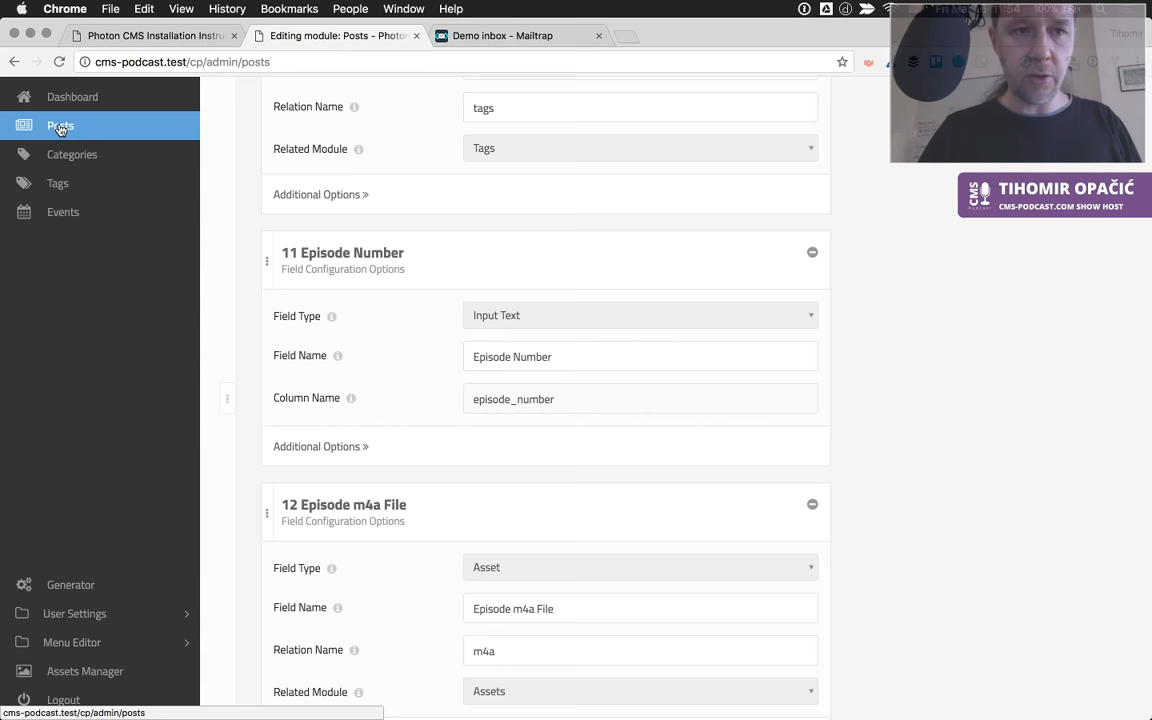 Chrome File Edit View History Bookmarks People Window Help
Photon CMS Installation Instru
Editing module: Posts - Photon
Demo inbox - Mailtrap
cms-podcast.test/cp/admin/posts
Tihomir
Dashboard
Posts
Categories
Tags
Events
Generator
User Settings
Menu Editor
Assets Manager
Logout
Relation Name
tags
Related Module
Tags
Additional Options »
11 Episode Number
Field Configuration Options
Field Type
Input Text
Field Name
Episode Number
Column Name
episode_number
Additional Options »
12 Episode m4a File
Field Configuration Options
Field Type
Asset
Field Name
Episode m4a File
Relation Name
m4a
Related Module
Assets
CMS
TIHOMIR OPAČIĆ
CMS-PODCAST.COM SHOW HOST
cms-podcast.test/cp/admin/posts